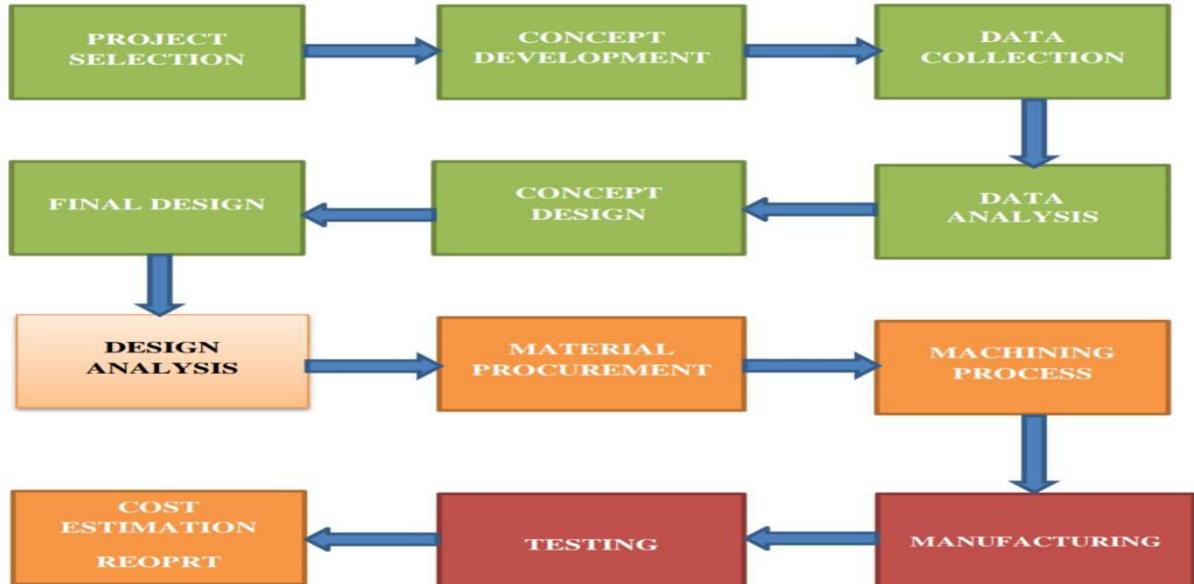 PROJECT
SELECTION
CONCEPT
DEVELOPMENT
DATA
COLLECTION
DATA
ANALYSIS
CONCEPT
DESIGN
FINAL DESIGN
DESIGN
ANALYSIS
MATERIAL
PROCUREMENT
MACHINING
PROCESS
MANUFACTURING
TESTING
COST
ESTIMATION
REOPRT